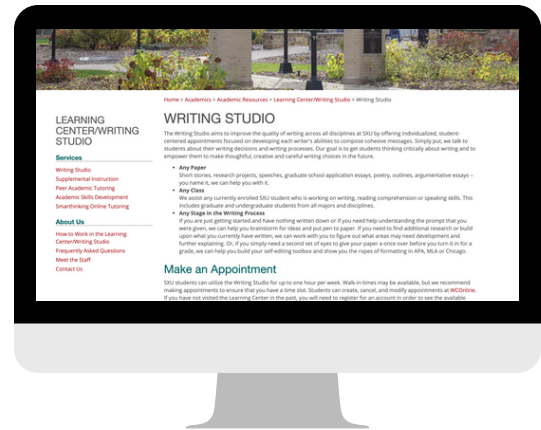 Home > Academics > Academic Resources > Learning Center/Writing Studio > Writing Studio
LEARNING
CENTER/WRITING
STUDIO
Services
Writing Studio
Supplemental Instruction
Peer Academic Tutoring
Academic Skills Development
Smarthinking Online Tutoring
About Us
How to Work in the Learning
Center/Writing Studio
Frequently Asked Questions
Meet the Staff
Contact Us
WRITING STUDIO
The Writing Studio aims to improve the quality of writing across all disciplines at SXU by offering individualized, student-
centered appointments focused on developing each writer's abilities to compose cohesive messages. Simply put, we talk to
students about their writing decisions and writing processes. Our goal is to get students thinking critically about writing and to
empower them to make thoughtful, creative and careful writing choices in the future.
• Any Paper
Short stories, research projects, speeches, graduate school application essays, poetry, outlines, argumentative essays –
you name it, we can help you with it.
• Any Class
We assist any currently enrolled SXU student who is working on writing, reading comprehension or speaking skills. This
includes graduate and undergraduate students from all majors and disciplines.
• Any Stage in the Writing Process
If you are just getting started and have nothing written down or if you need help understanding the prompt that you
were given, we can help you brainstorm for ideas and put pen to paper. If you need to find additional research or build
upon what you currently have written, we can work with you to figure out what areas may need development and
further explaining. Or, if you simply need a second set of eyes to give your paper a once over before you turn it in for a
grade, we can help you build your self-editing toolbox and show you the ropes of formatting in APA, MLA or Chicago.
Make an Appointment
SXU students can utilize the Writing Studio for up to one hour per week. Walk-in times may be available, but we recommend
making appointments to ensure that you have a time slot. Students can create, cancel, and modify appointments at WCOnline.
If you have not visited the Learning Center in the past, you will need to register for an account in order to see the available